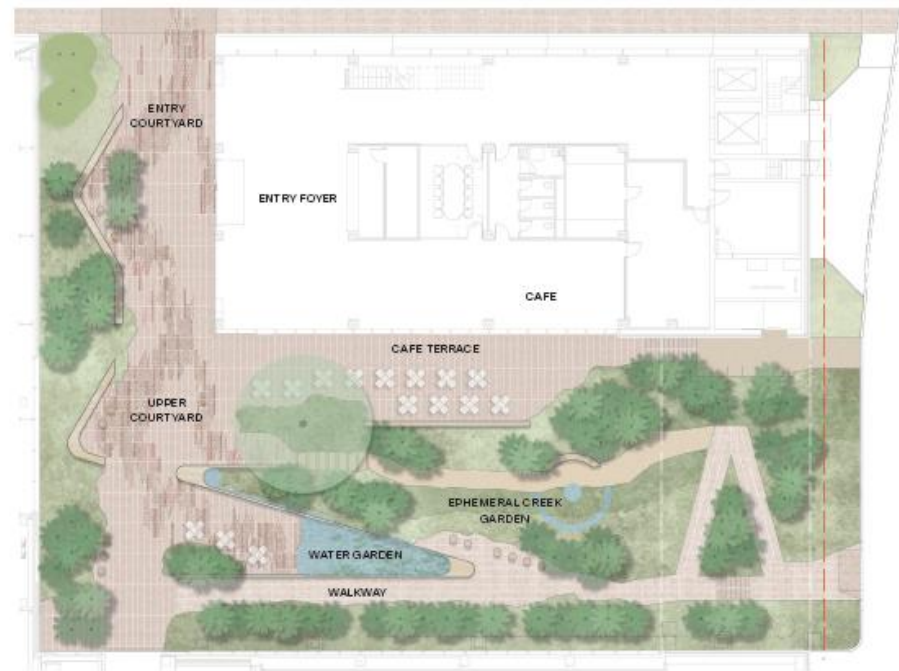 ENTRY
COURTYARD
ENTRY FOYER
CAFE
CAFE TERRACE
UPPER
COURTYARD
EPHEMERAL CREEK
GARDEN
WATER GARDEN
WALKWAY